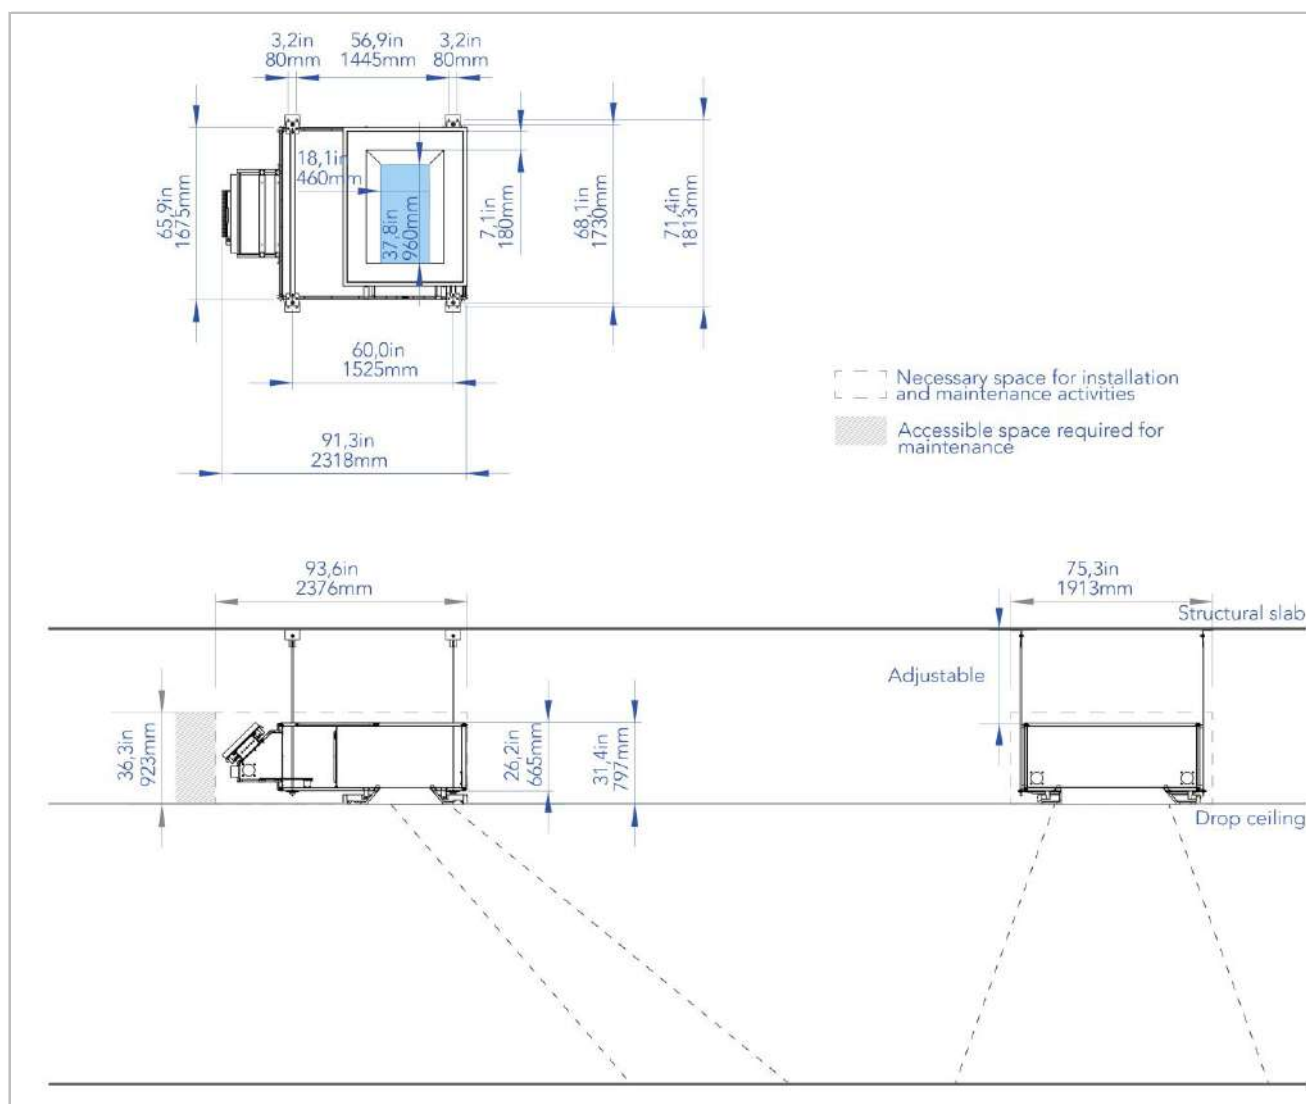 3,2in
80mm
56,9in
1445mm
3,2in
80mm
18,1in
460mm
37,8in
960mm
65,9in
1675mm
7,1in
180mm
68,1in
1730mm
71,4in
1813mm
60,0in
1525mm
91,3in
2318mm
Necessary space for installation
and maintenance activities
Accessible space required for
maintenance
93,6in
2376mm
75,3in
1913mm
Structural slab
Adjustable
36,3in
923mm
26,2in
665mm
31,4in
797mm
Drop ceiling